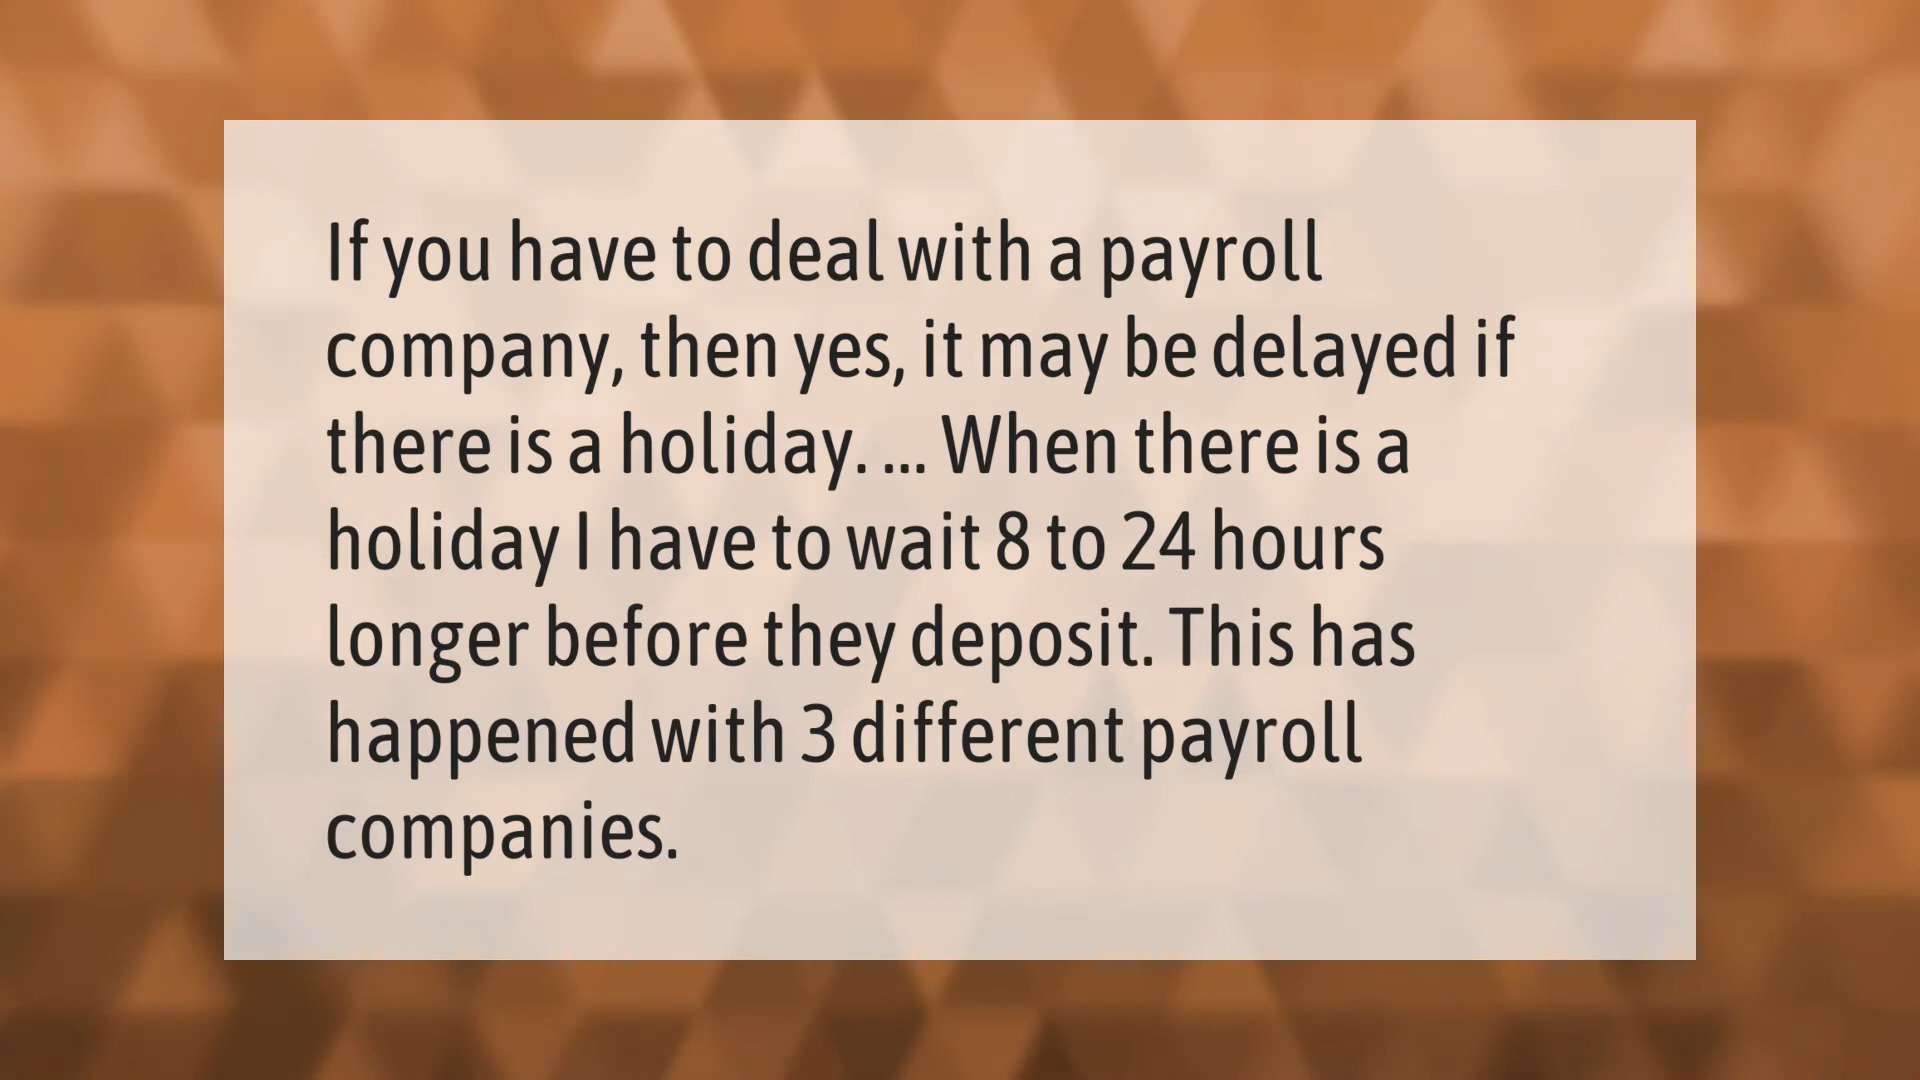 If you have to deal with a payroll
company, then yes, it may be delayed if
there is a holiday. ... When there is a
holiday I have to wait 8 to 24 hours
longer before they deposit. This has
happened with 3 different payroll
companies.